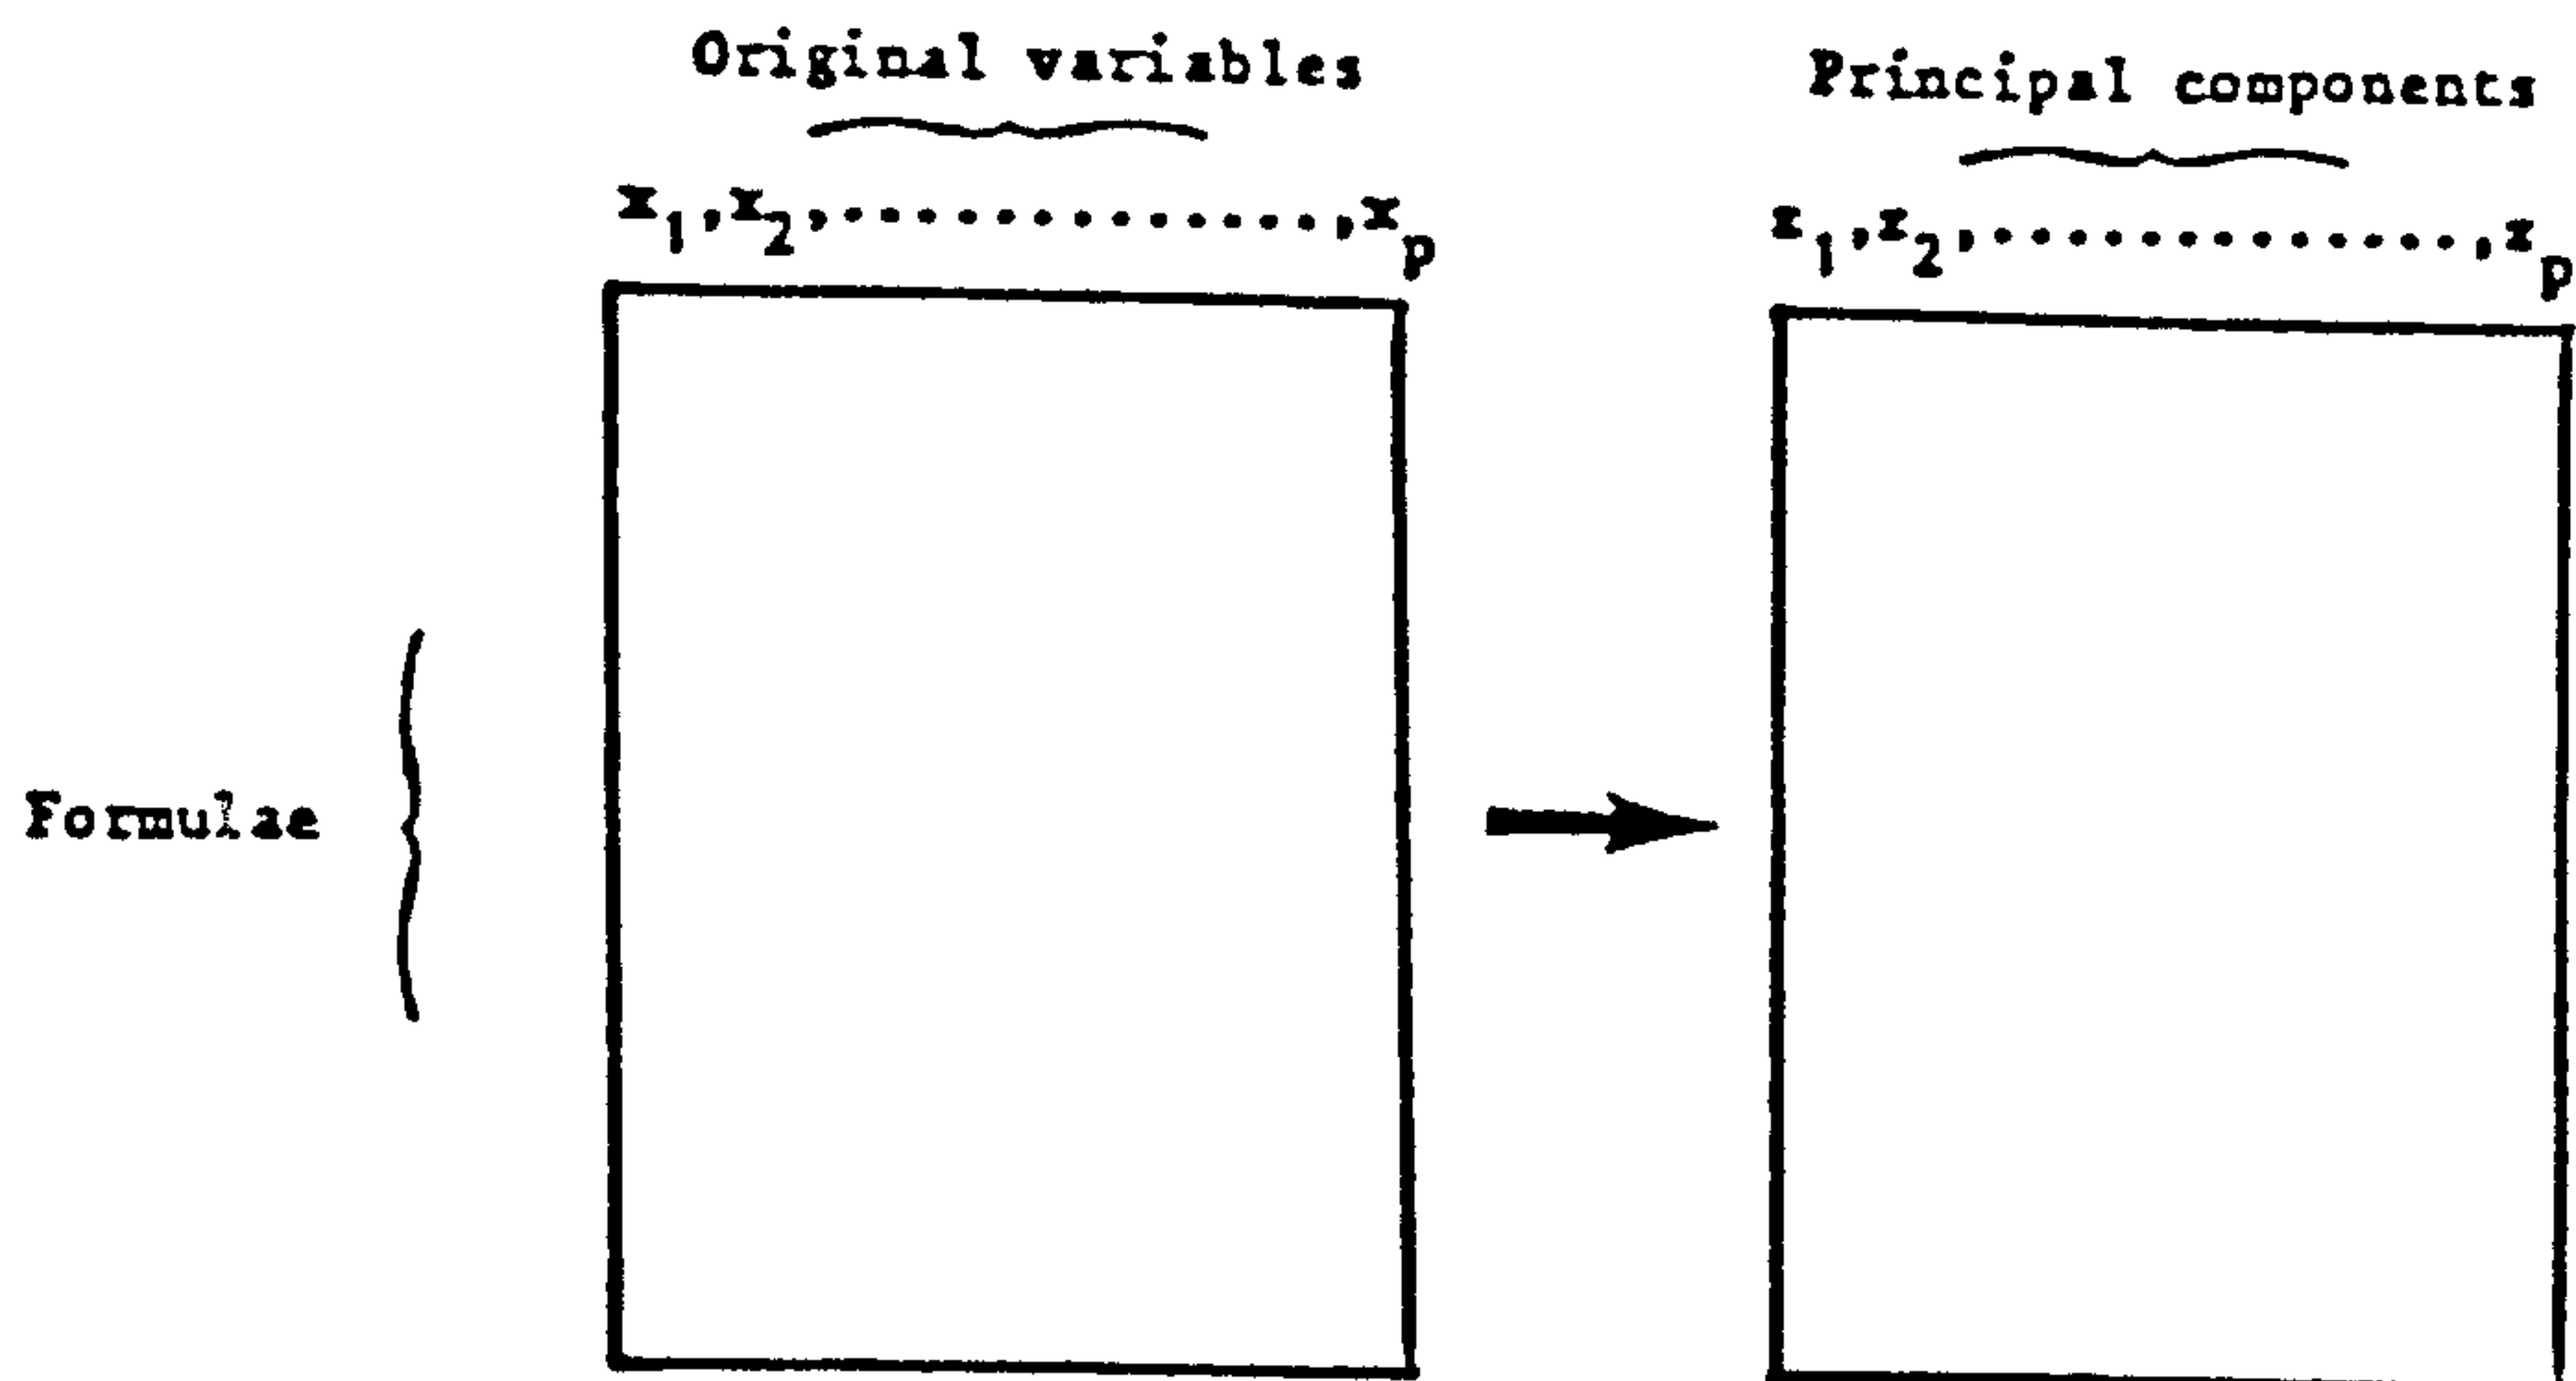 Original variables
Principal components
x₁,x₂,.............,xₚ
z₁,z₂,.............,zₚ
Formulae